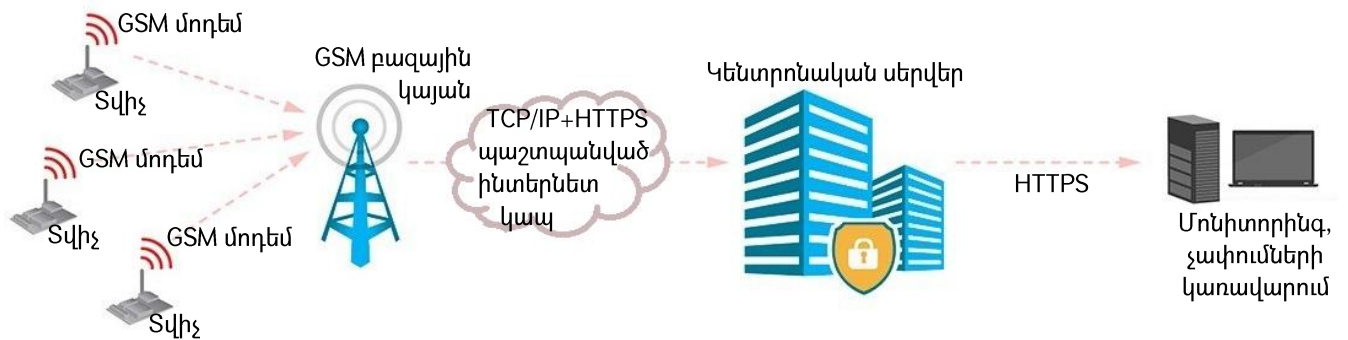 GSM մոդեմ
Տվիչ
GSM մոդեմ
Տվիչ
GSM մոդեմ
Տվիչ
GSM բազային
կայան
TCP/IP+HTTPS
պաշտպանված
ինտերնետ
կապ
Կենտրոնական սերվեր
HTTPS
Մոնիտորինգ,
չափումների
կառավարում